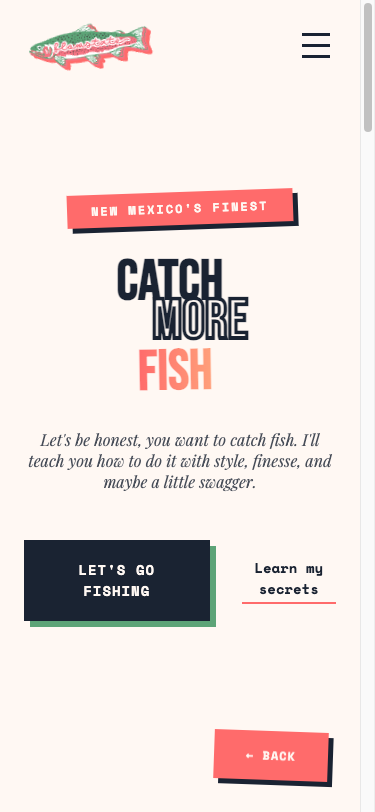 NEW MEXICO'S FINEST
CATCH
MORE
FISH
Let's be honest, you want to catch fish. I'll
teach you how to do it with style, finesse, and
maybe a little swagger.
LET'S GO
FISHING
Learn my
secrets
← BACK